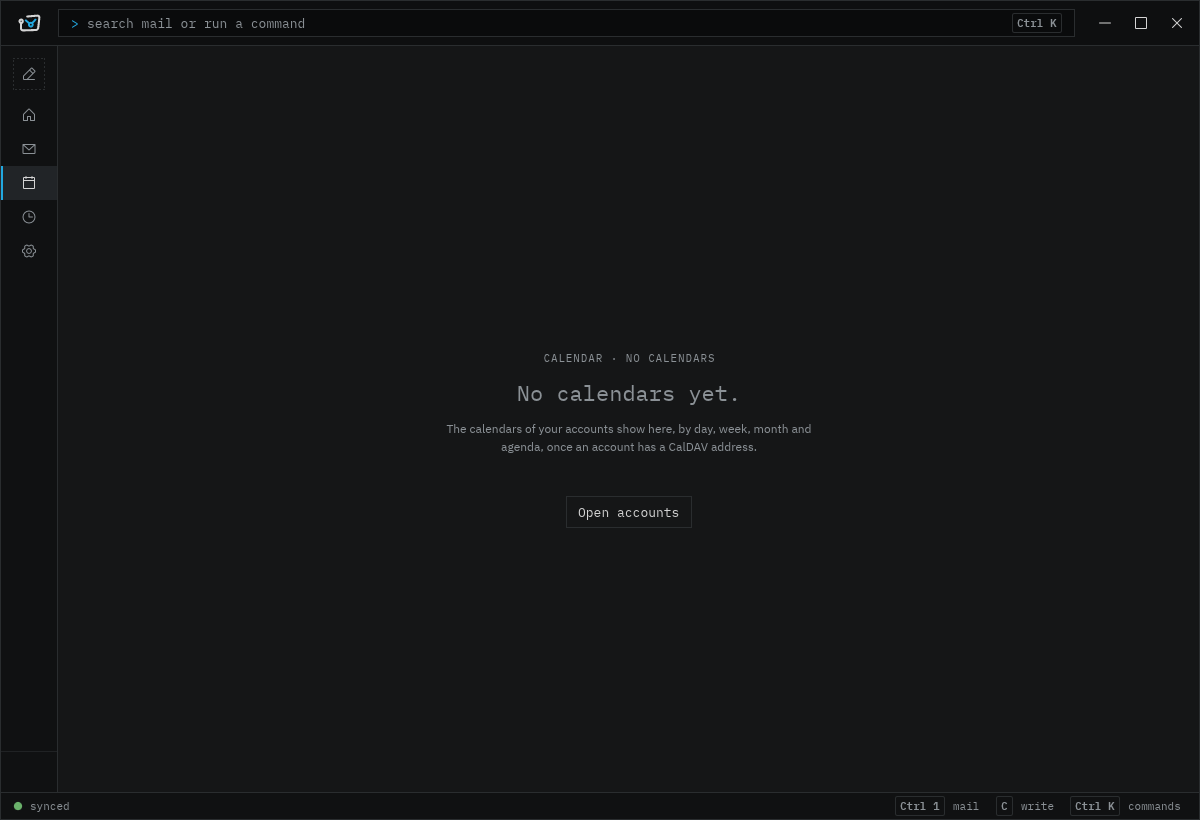 > search mail or run a command Ctrl K
CALENDAR · NO CALENDARS
No calendars yet.
The calendars of your accounts show here, by day, week, month and
agenda, once an account has a CalDAV address.
Open accounts
synced Ctrl 1 mail C write Ctrl K commands